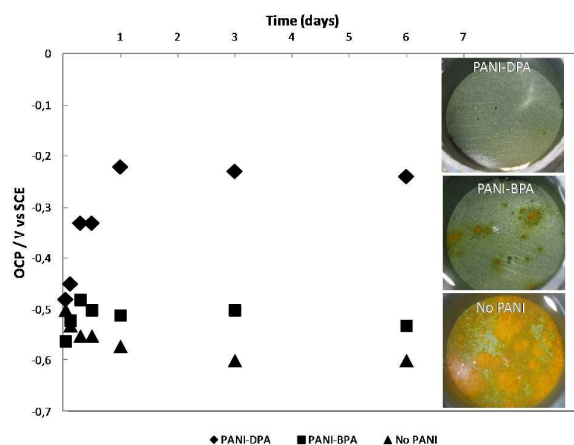 Time (days)
1 2 3 4 5 6 7
0
-0,1
-0,2
-0,3
-0,4
-0,5
-0,6
-0,7
OCP / V vs SCE
PANI-DPA
PANI-BPA
No PANI
PANI-DPA PANI-BPA No PANI